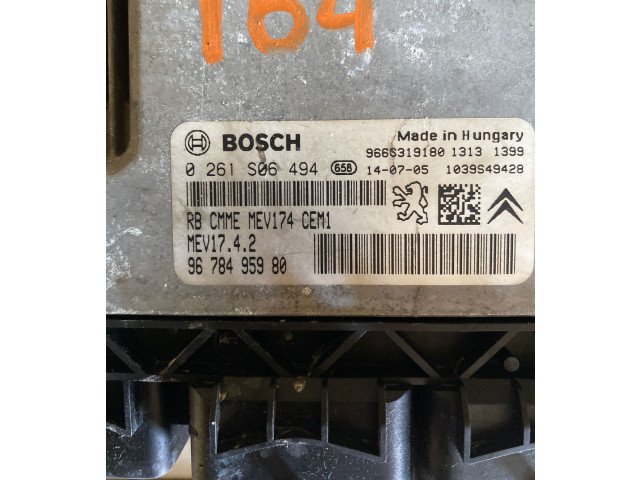 164
BOSCH
Made in Hungary
9666319180 1313 1399
0 261 S06 494 658 14-07-05 1039S49428
RB CMME MEV174 CEM1
MEV17.4.2
96 784 959 80